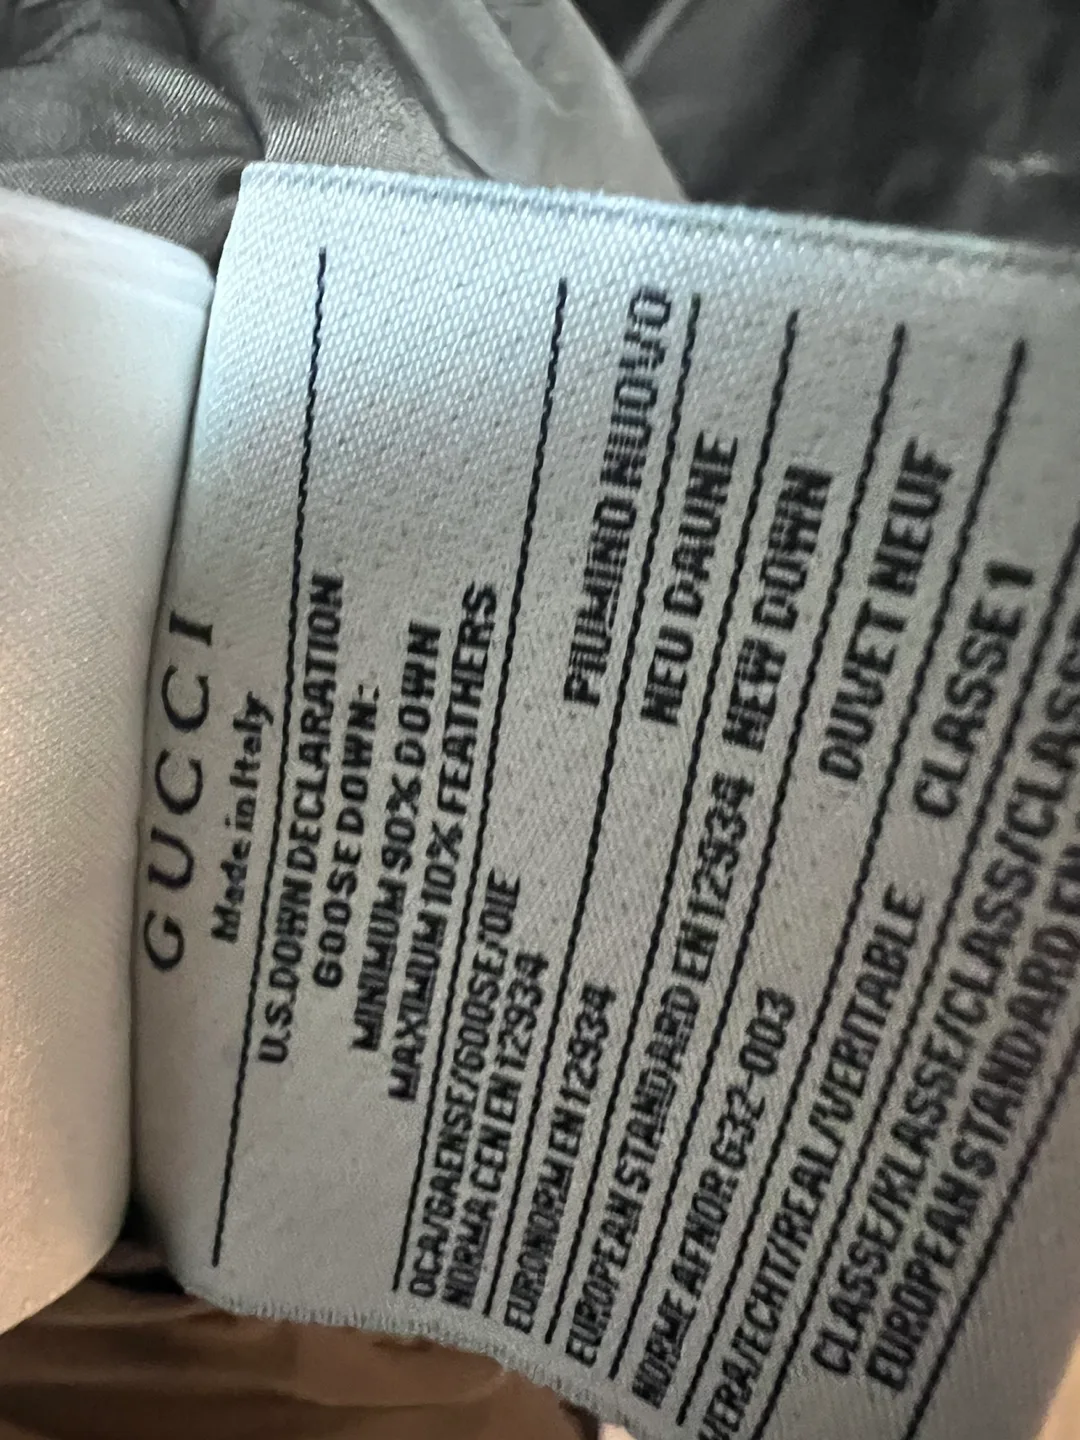 GUCCI
Made in Italy
U.S. DOWN DECLARATION
GOOSE DOWN:
MINIMUM 90% DOWN
MAXIMUM 10% FEATHERS
OCA/GAENSE/GOOSE/OIE
NORMA CEN EN 12934 PIUMINO NUOVO
EURONORM EN 12934 NEU DAUNE
EUROPEAN STANDARD EN 12934 NEW DOWN
NORME AFNOR G32-003 DUVET NEUF
VERA/ECHT/REAL/VERITABLE CLASSE 1
CLASSE/KLASSE/CLASS/CLASSE
EUROPEAN STANDARD EN